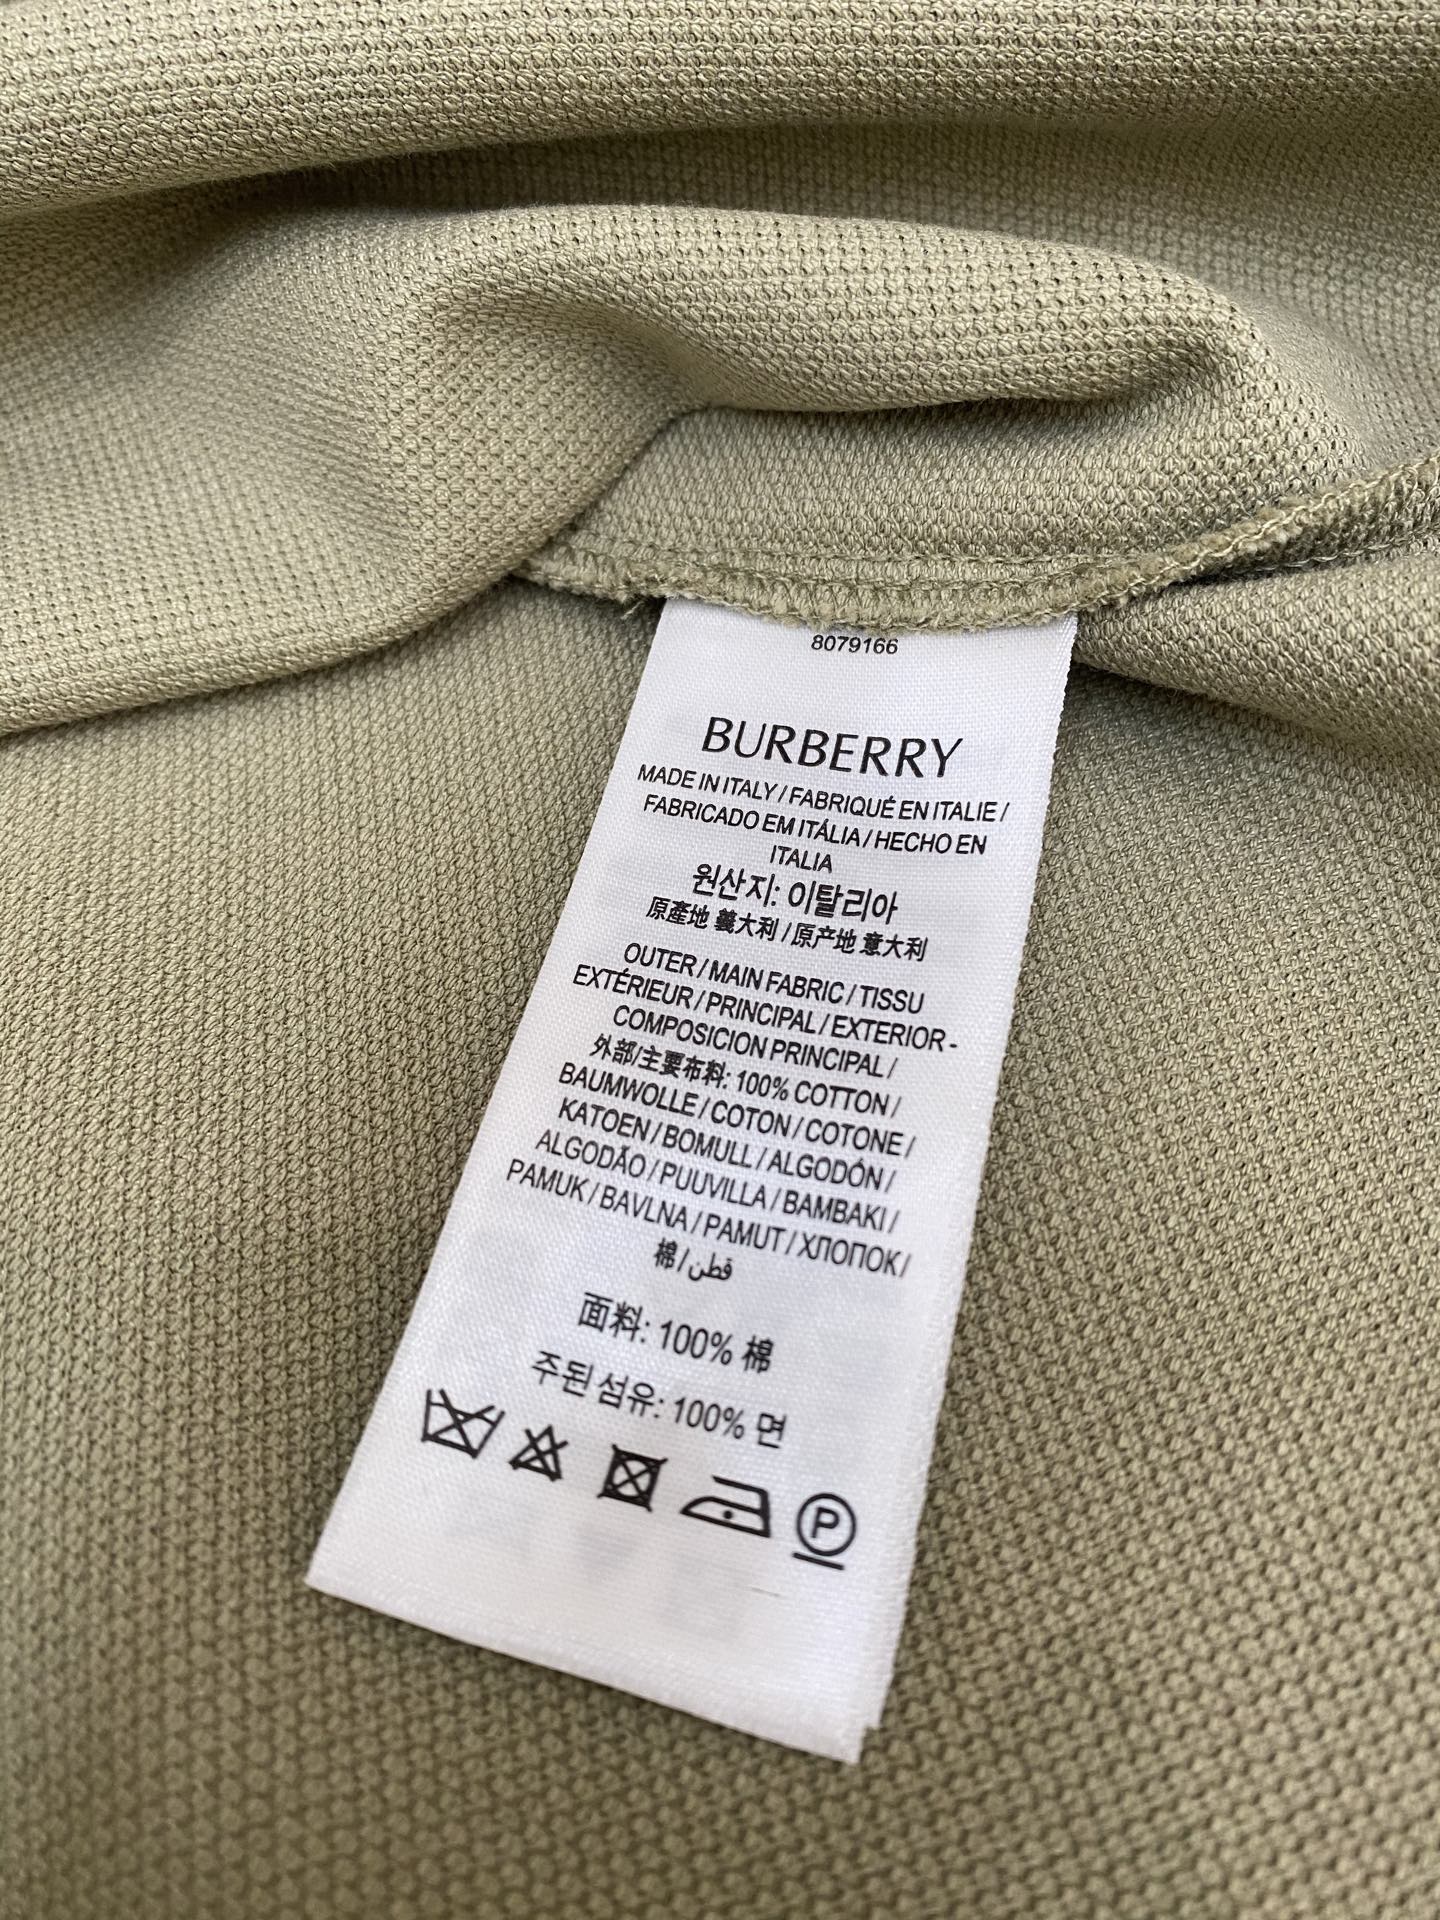 8079166
BURBERRY
MADE IN ITALY / FABRIQUÉ EN ITALIE /
FABRICADO EM ITÁLIA / HECHO EN
ITALIA
원산지: 이탈리아
原產地 義大利 / 原产地 意大利
OUTER / MAIN FABRIC / TISSU
EXTÉRIEUR / PRINCIPAL / EXTERIOR -
COMPOSICION PRINCIPAL /
外部/主要布料: 100% COTTON /
BAUMWOLLE / COTON / COTONE /
KATOEN / BOMULL / ALGODÓN /
ALGODÃO / PUUVILLA / BAMBAKI /
PAMUK / BAVLNA / PAMUT / ХЛОПОК /
棉 / قطن
面料: 100% 棉
주된 섬유: 100% 면
P